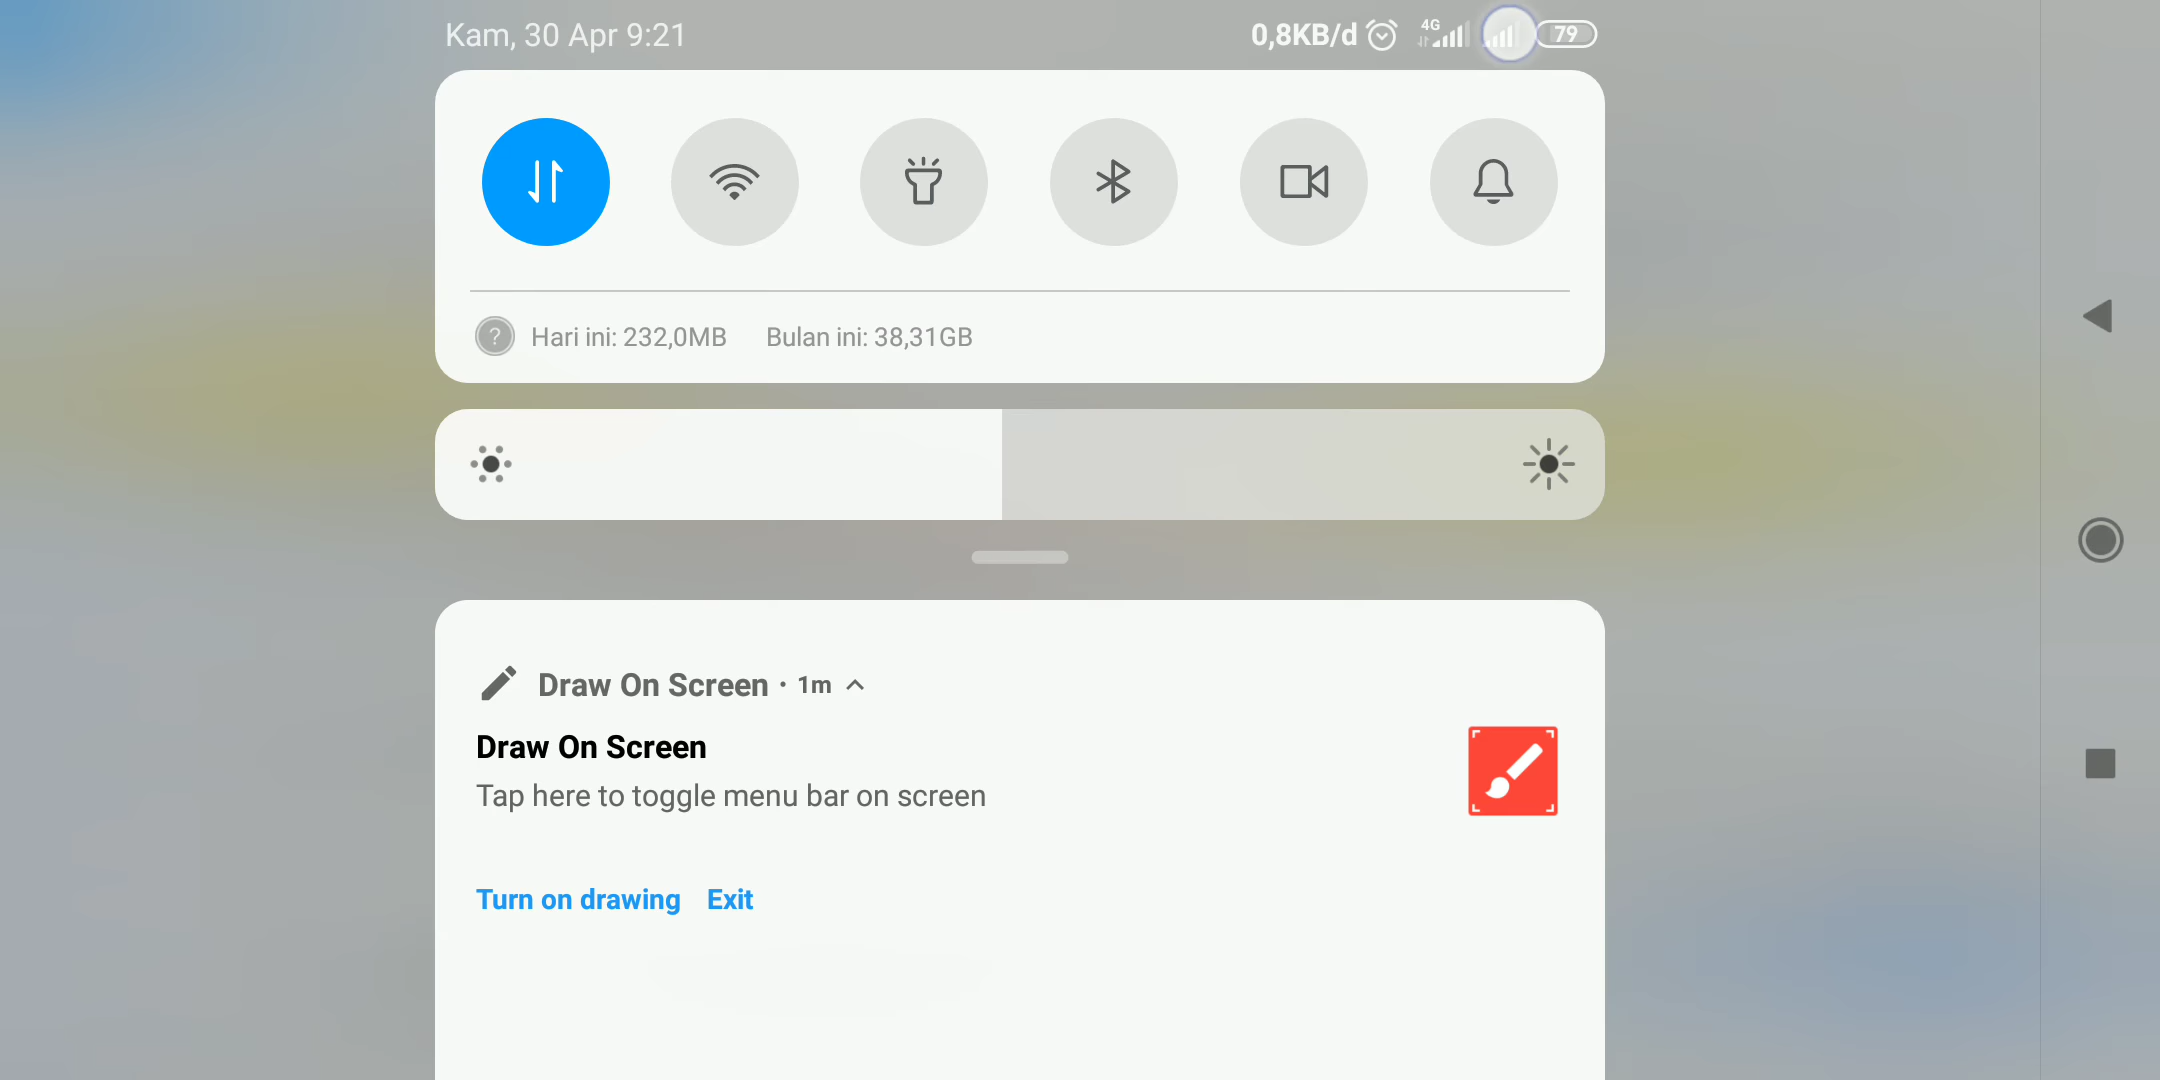 Kam, 30 Apr 9:21
0,8KB/d 4G 79
? Hari ini: 232,0MB Bulan ini: 38,31GB
Draw On Screen · 1m
Draw On Screen
Tap here to toggle menu bar on screen
Turn on drawing Exit